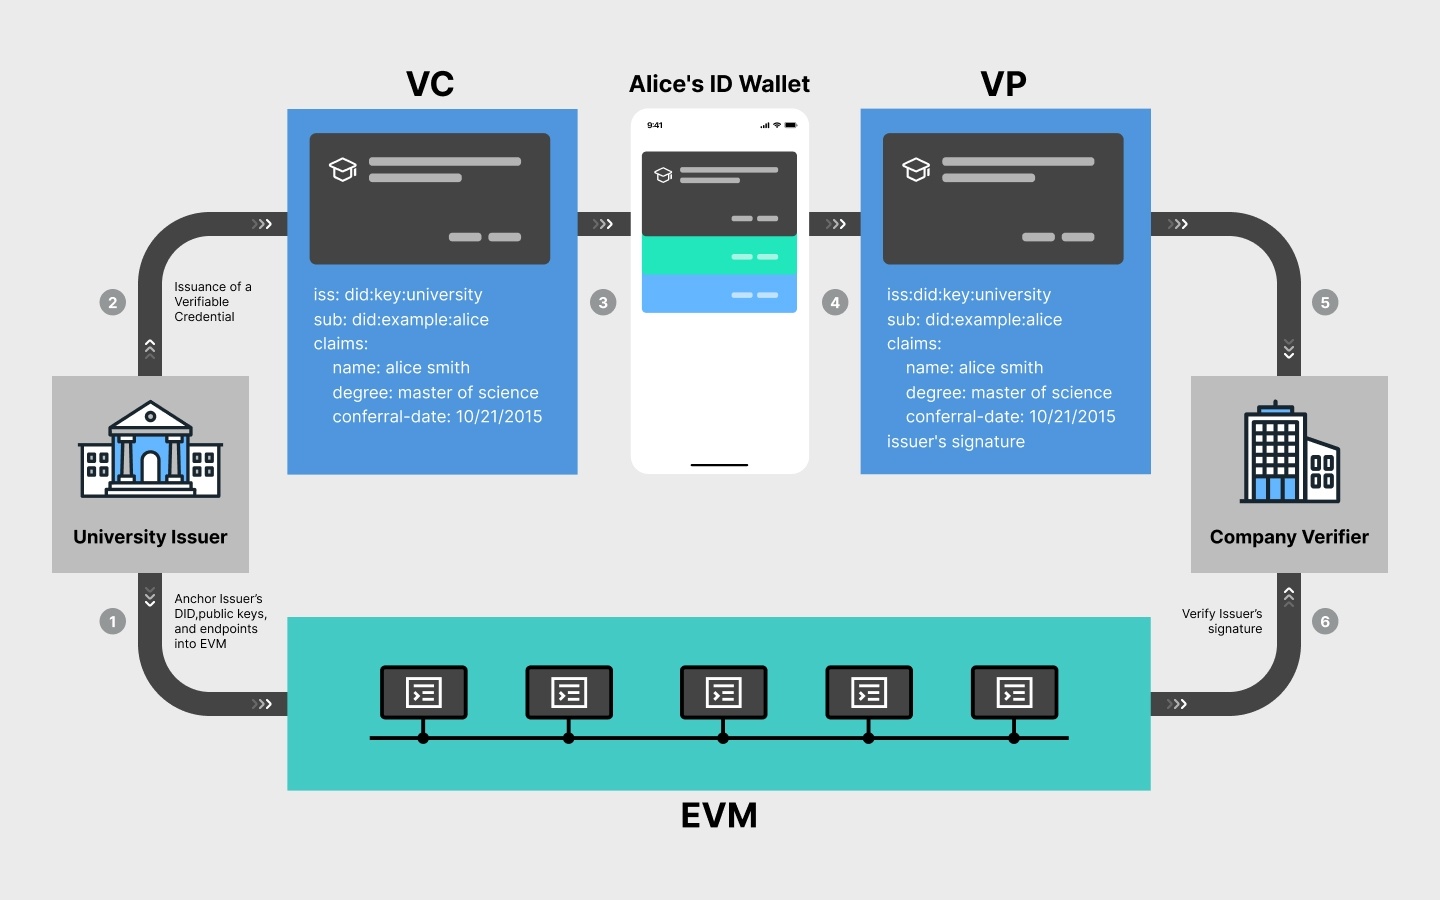 VC
Alice's ID Wallet
VP
9:41
iss: did:key:university
sub: did:example:alice
claims:
name: alice smith
degree: master of science
conferral-date: 10/21/2015
iss:did:key:university
sub: did:example:alice
claims:
name: alice smith
degree: master of science
conferral-date: 10/21/2015
issuer's signature
2
Issuance of a
Verifiable
Credential
3
4
5
University Issuer
Company Verifier
1
Anchor Issuer’s
DID,public keys,
and endpoints
into EVM
Verify Issuer’s
signature
6
EVM